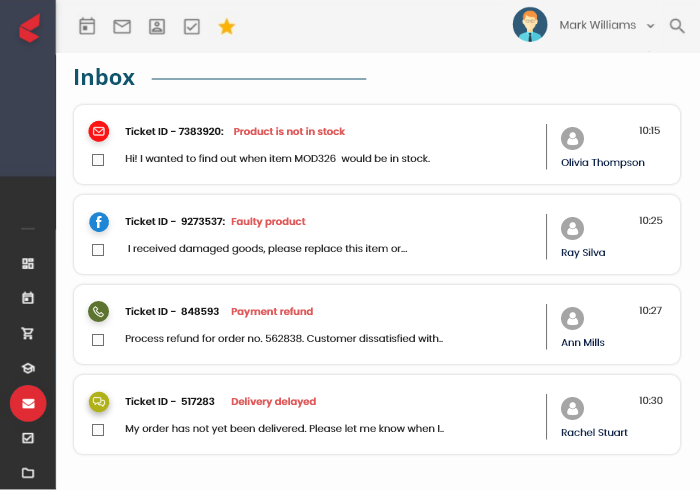 Mark Williams
Inbox
Ticket ID - 7383920: Product is not in stock
10:15
Hi! I wanted to find out when item MOD326 would be in stock.
Olivia Thompson
Ticket ID - 9273537: Faulty product
10:25
I received damaged goods, please replace this item or...
Ray Silva
Ticket ID - 848593 Payment refund
10:27
Process refund for order no. 562838. Customer dissatisfied with..
Ann Mills
Ticket ID - 517283 Delivery delayed
10:30
My order has not yet been delivered. Please let me know when I..
Rachel Stuart